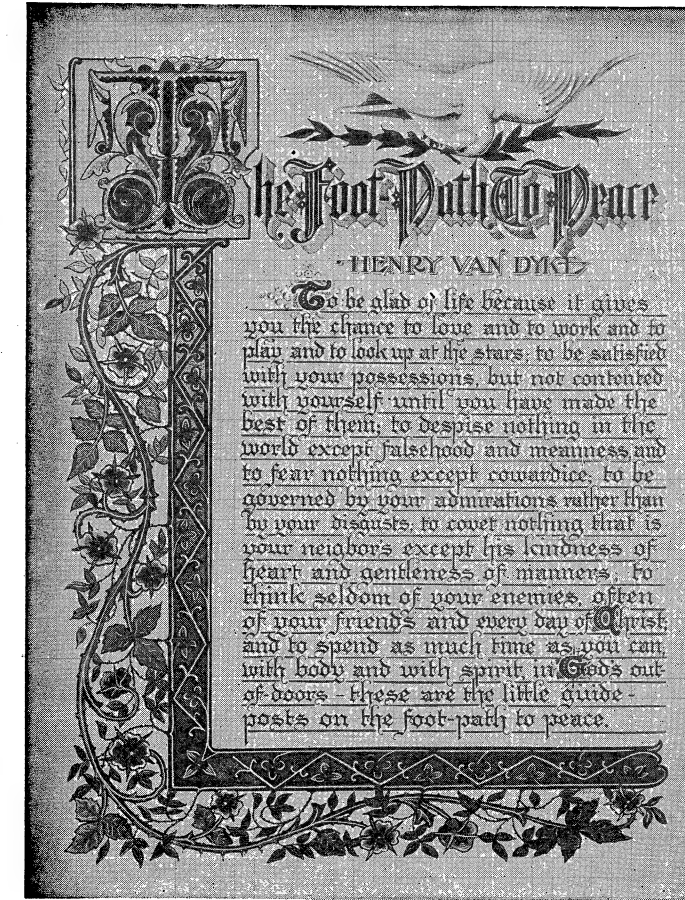 The Foot-Path To Peace
- HENRY VAN DYKE
To be glad of life because it gives
you the chance to love and to work and to
play and to look up at the stars; to be satisfied
with your possessions, but not contented
with yourself until you have made the
best of them; to despise nothing in the
world except falsehood and meanness and
to fear nothing except cowardice; to be
governed by your admirations rather than
by your disgusts; to covet nothing that is
your neighbor's except his kindness of
heart and gentleness of manners; to
think seldom of your enemies, often
of your friends and every day of Christ;
and to spend as much time as you can,
with body and with spirit, in God's out-
of-doors - these are the little guide-
posts on the foot-path to peace.